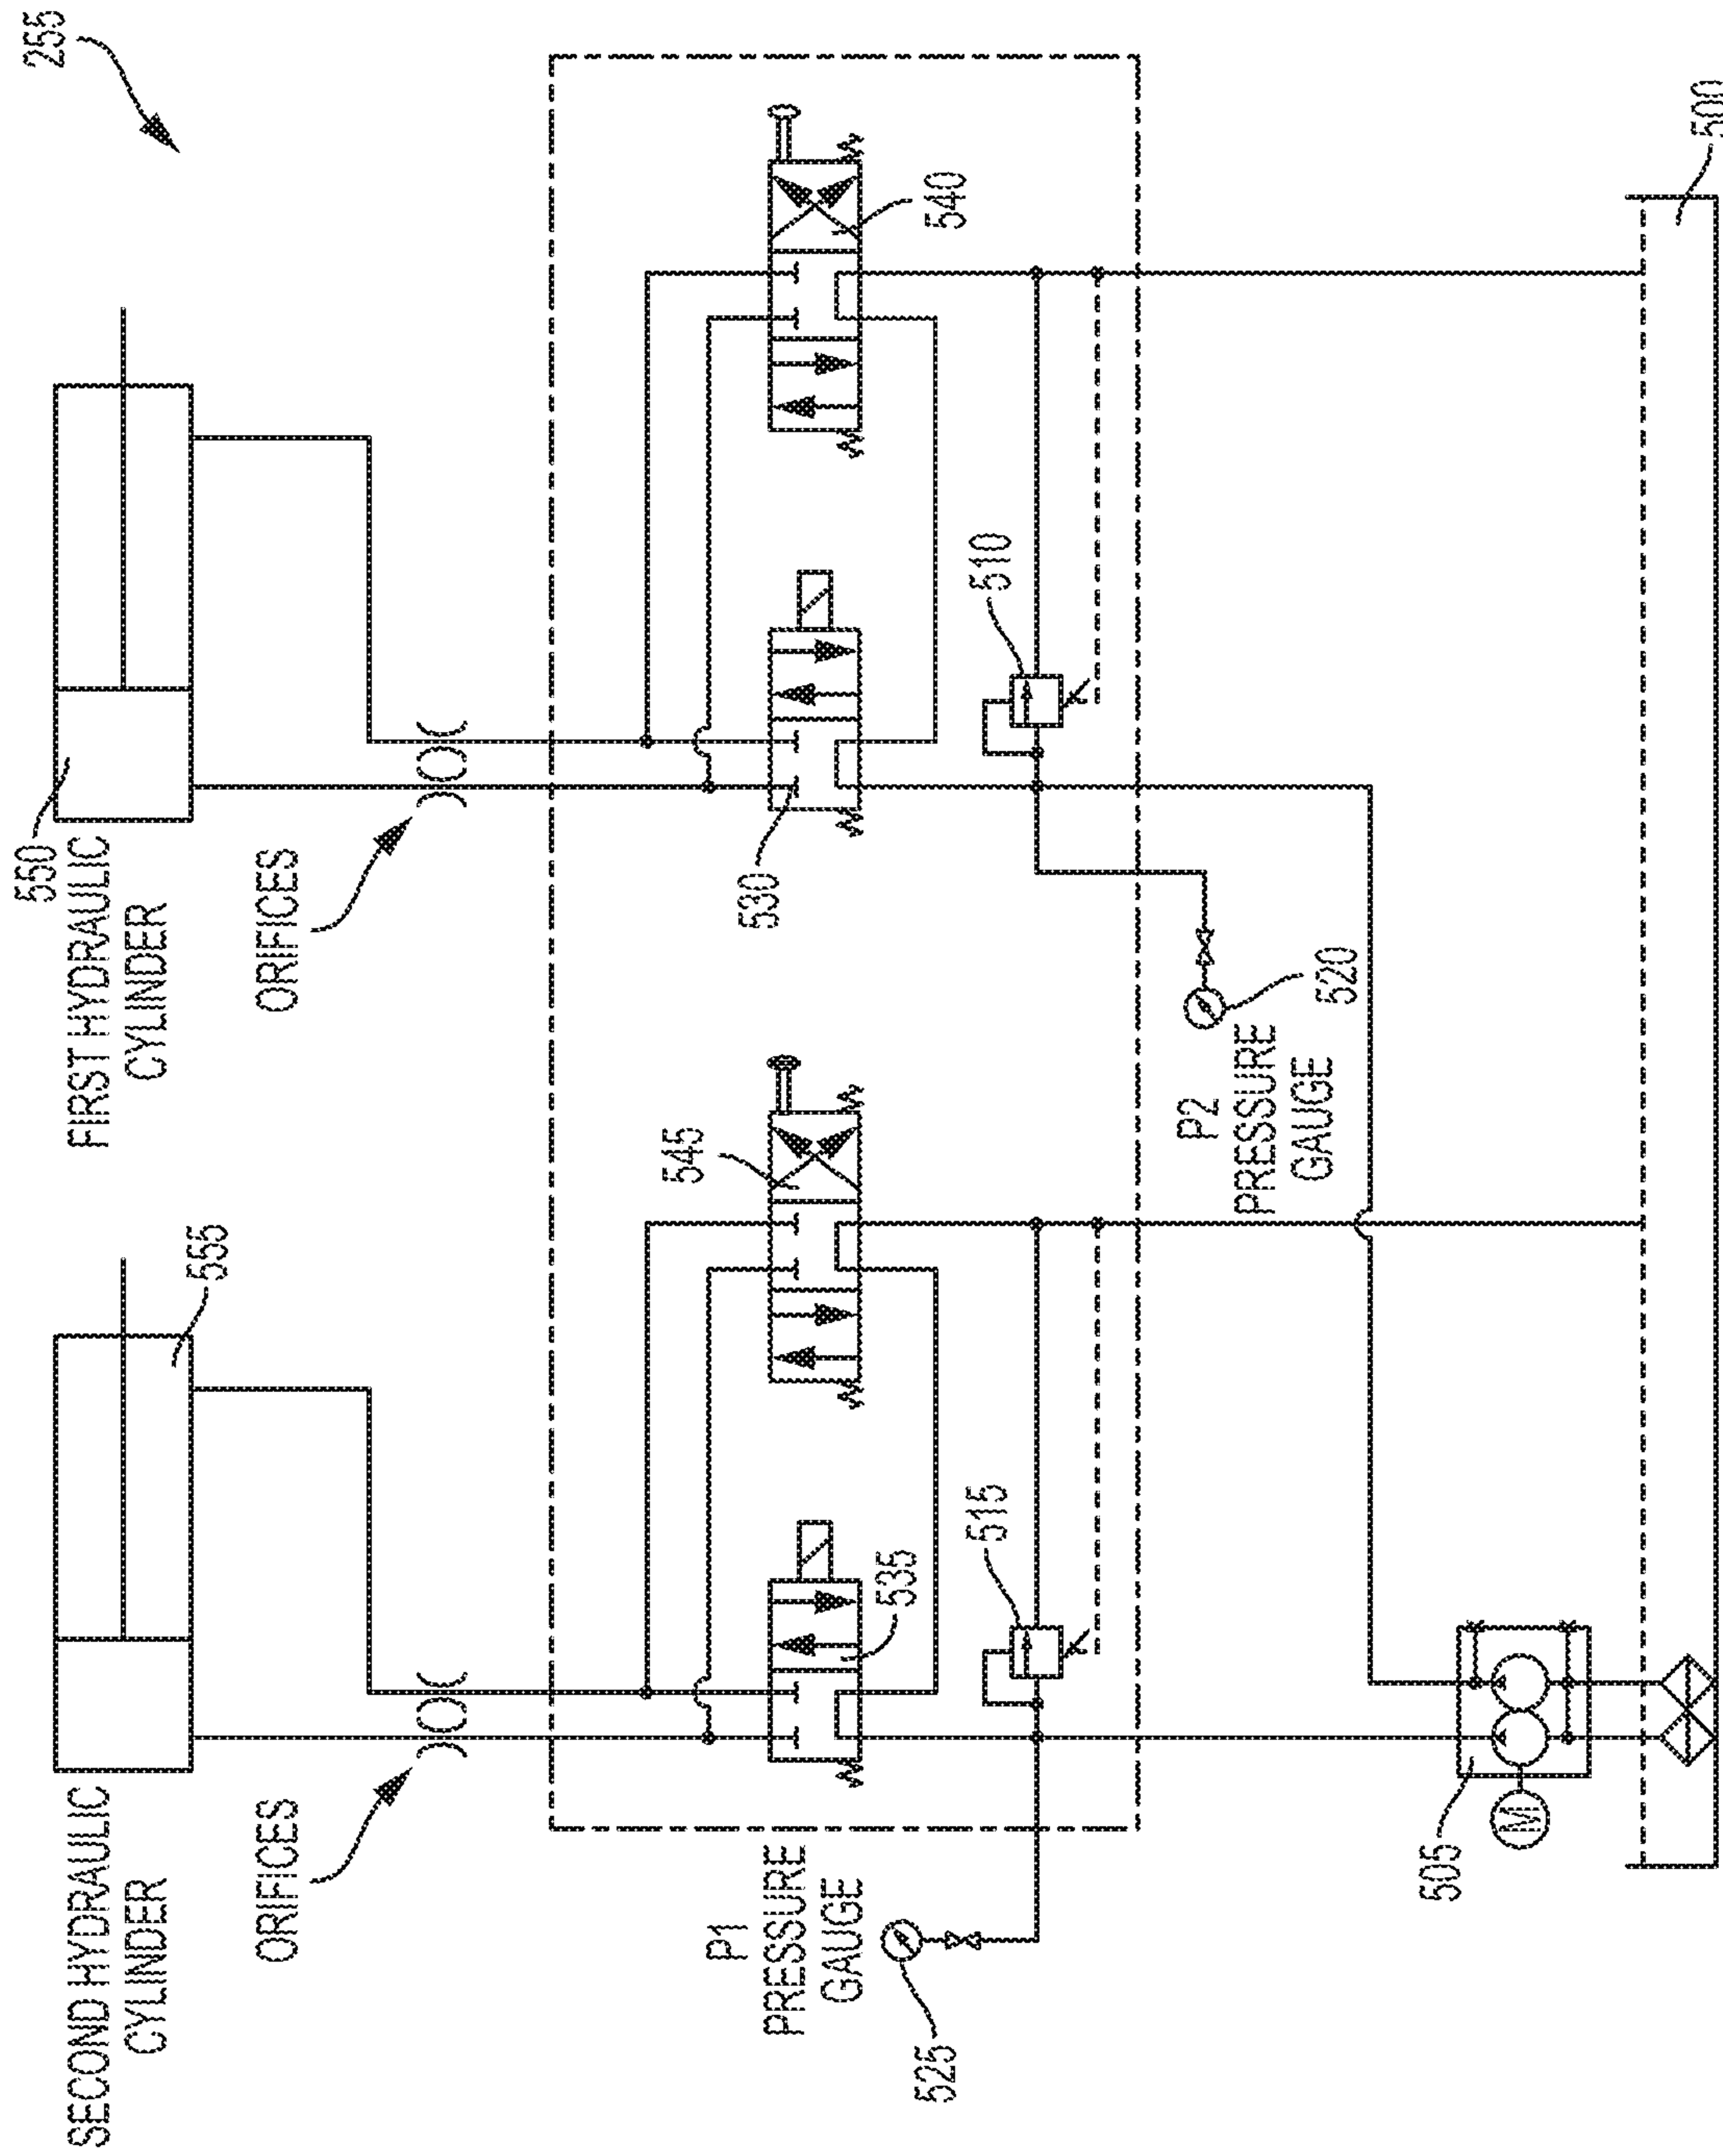 255
550
FIRST HYDRAULIC
CYLINDER
ORIFICES
530
540
510
520
P2
PRESSURE
GAUGE
500
SECOND HYDRAULIC
CYLINDER
555
ORIFICES
545
535
515
P1
PRESSURE
GAUGE
525
505
M